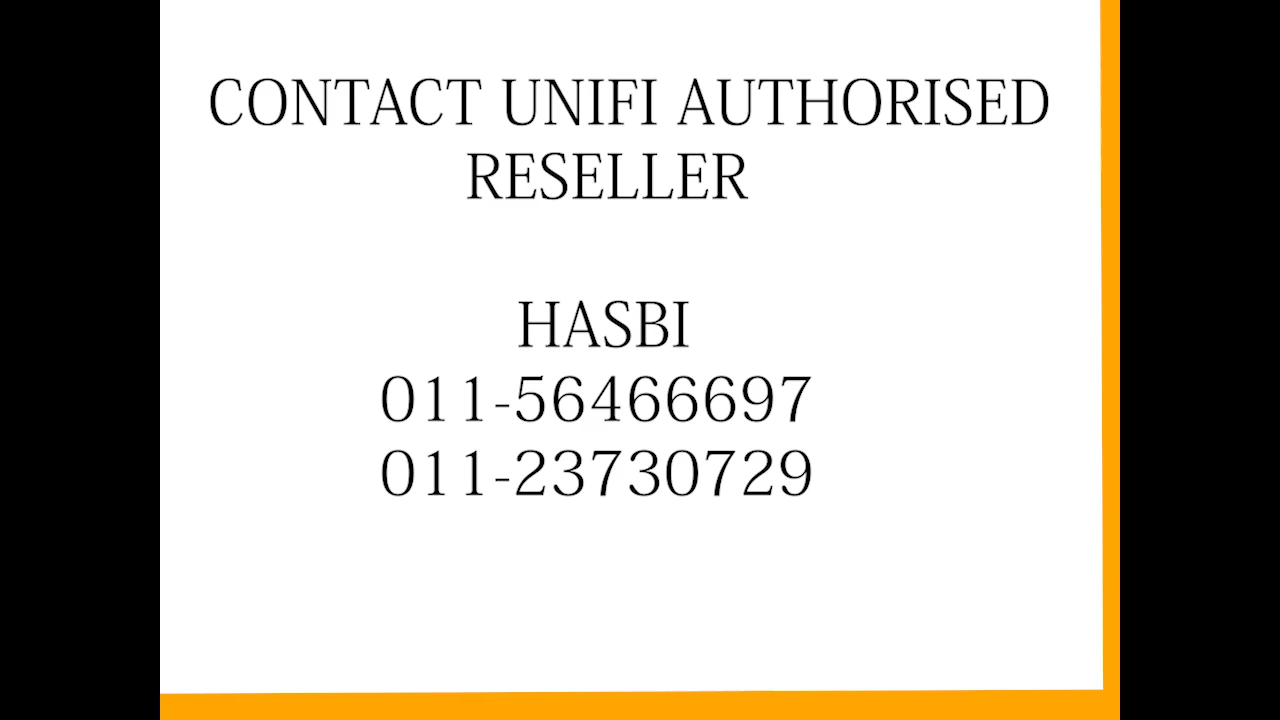 CONTACT UNIFI AUTHORISED
RESELLER
HASBI
011-56466697
011-23730729